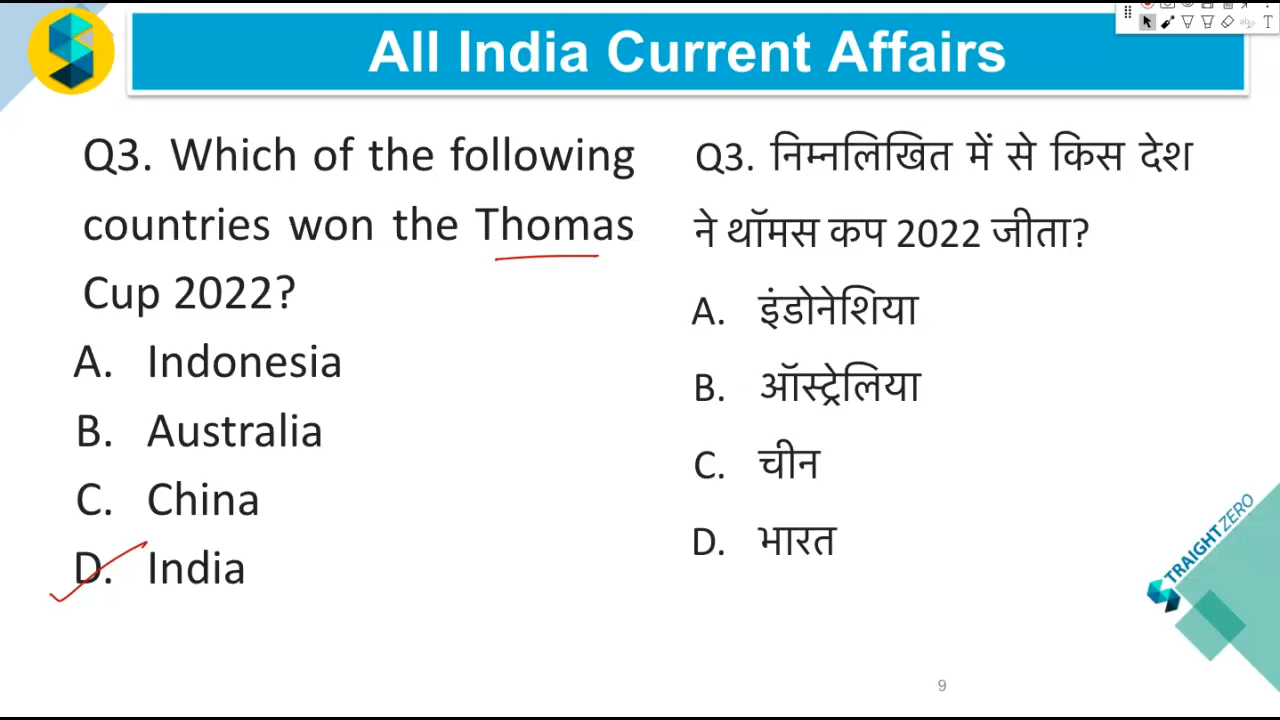 All India Current Affairs
Q3. Which of the following
countries won the Thomas
Cup 2022?
A. Indonesia
B. Australia
C. China
D. India
Q3. निम्नलिखित में से किस देश
ने थॉमस कप 2022 जीता?
A. इंडोनेशिया
B. ऑस्ट्रेलिया
C. चीन
D. भारत
TRAIGHTZERO
9